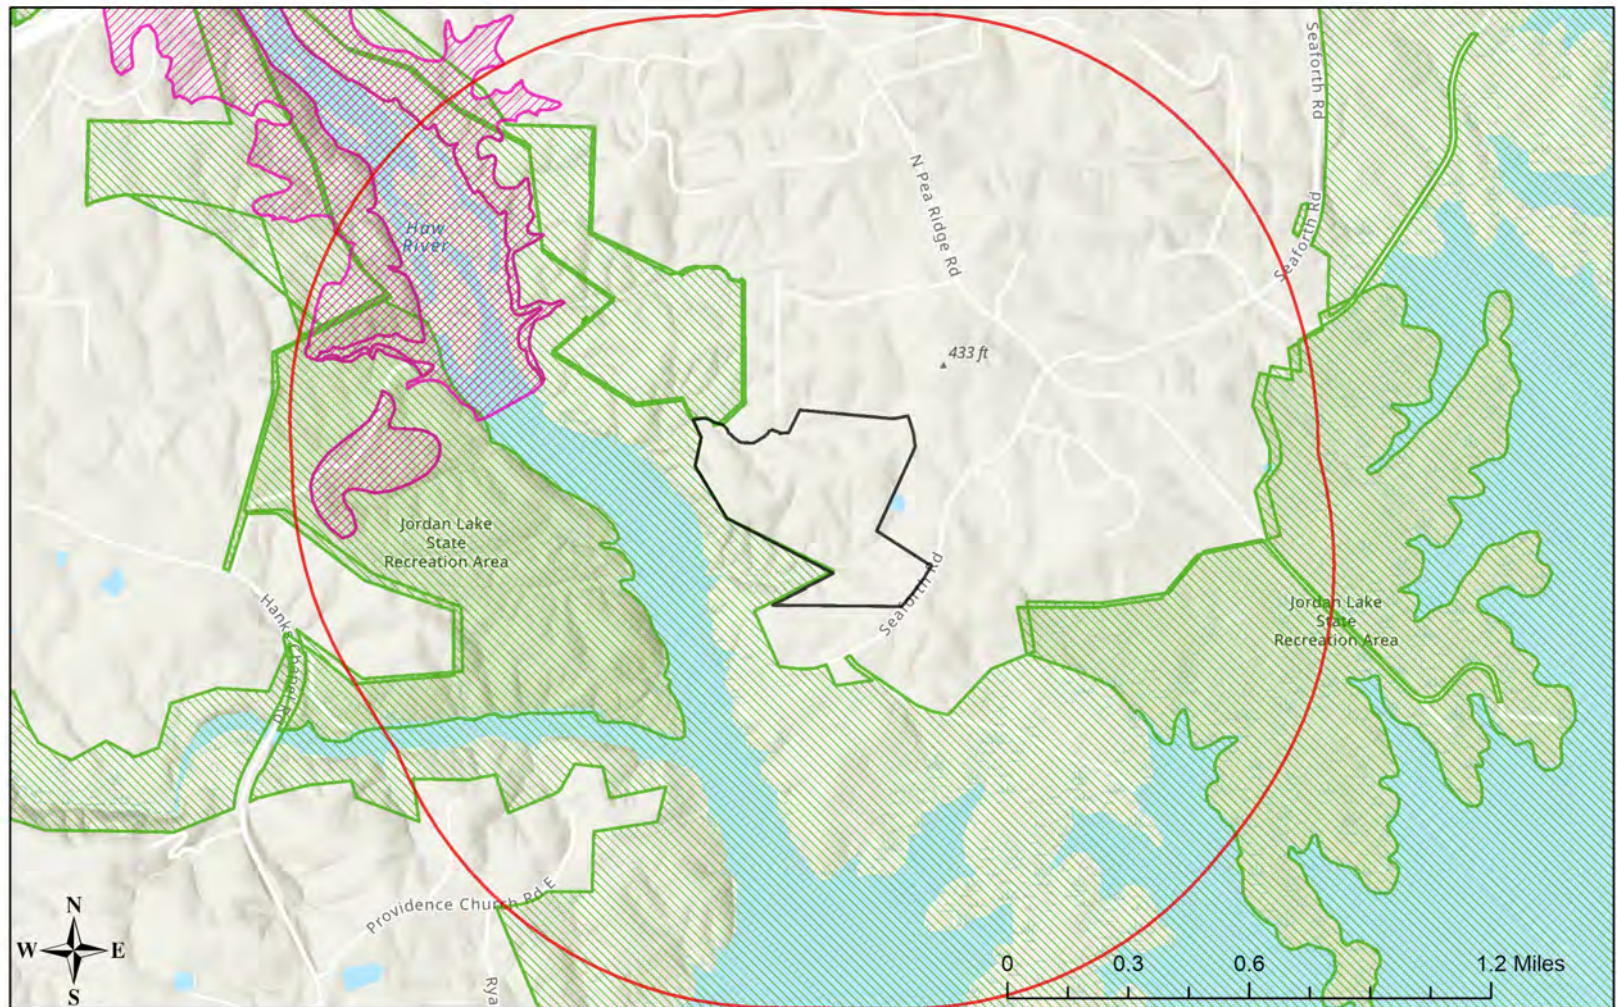 Seaforth Rd
N Pea Ridge Rd
Seaforth Rd
Haw
River
433 ft
Jordan Lake
State
Recreation Area
Seaforth Rd
Jordan Lake
State
Recreation Area
Hanks Chapel Rd
Providence Church Rd E
Rya
N
W E
S
0 0.3 0.6 1.2 Miles